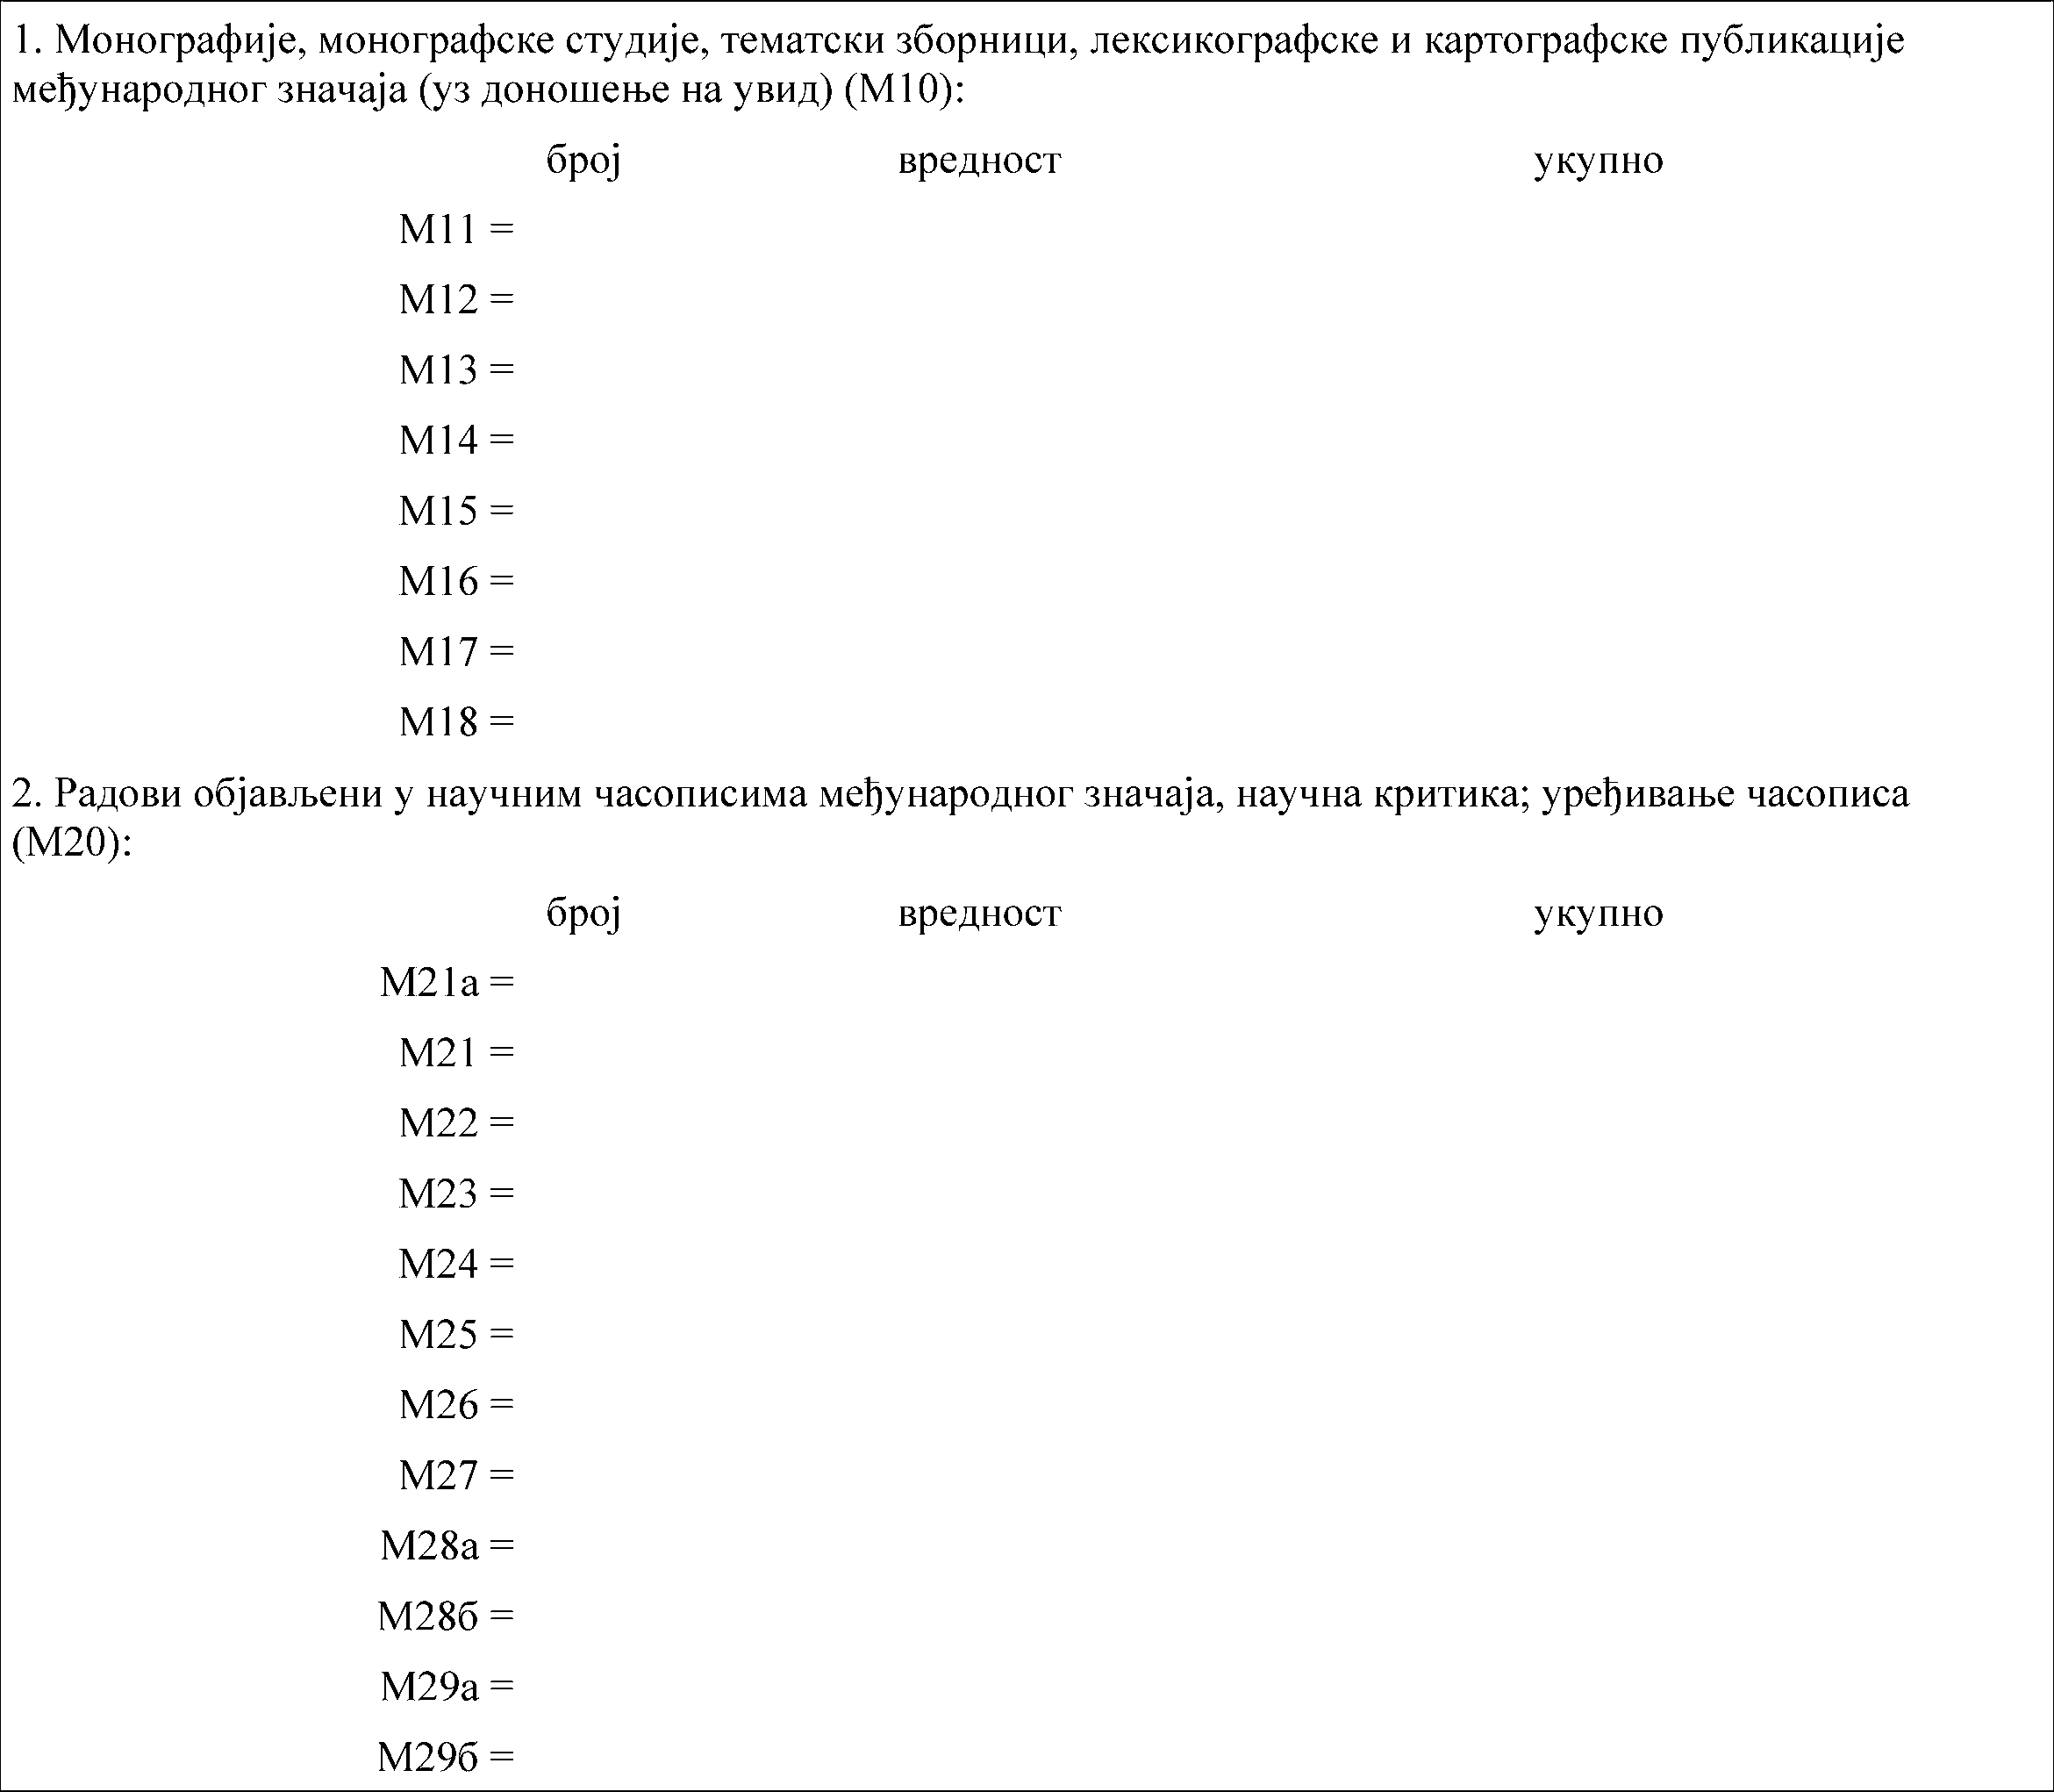 1. Монографије, монографске студије, тематски зборници, лексикографске и картографске публикације
међународног значаја (уз доношење на увид) (М10):
број вредност укупно
М11 =
М12 =
М13 =
М14 =
М15 =
М16 =
М17 =
М18 =
2. Радови објављени у научним часописима међународног значаја, научна критика; уређивање часописа
(М20):
број вредност укупно
М21а =
М21 =
М22 =
М23 =
М24 =
М25 =
М26 =
М27 =
М28а =
М28б =
М29а =
М29б =